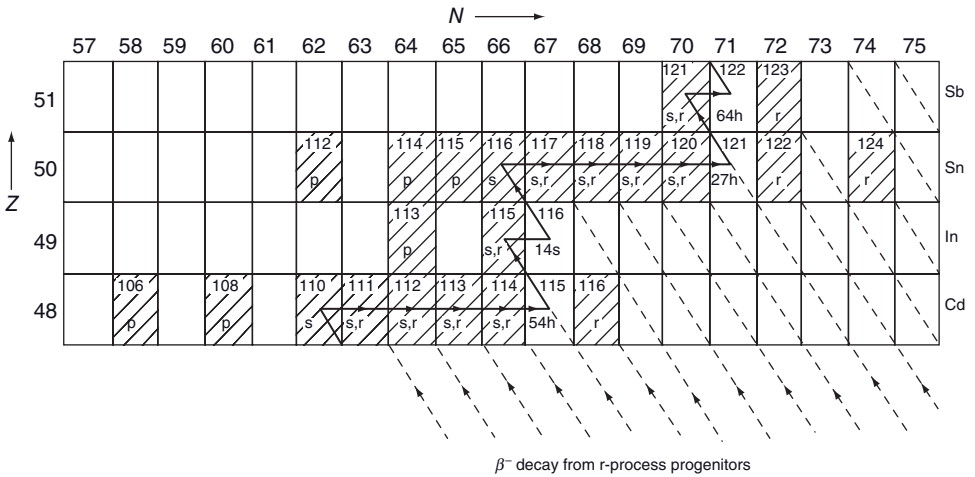 N
57 58 59 60 61 62 63 64 65 66 67 68 69 70 71 72 73 74 75
121 122 123
51 Sb
s,r 64h r
112 114 115 116 117 118 119 120 121 122 124
50 Sn
p p p s s,r s,r s,r s,r 27h r r
Z
113 115 116
49 In
p s,r 14s
106 108 110 111 112 113 114 115 116
48 Cd
p p s s,r s,r s,r s,r 54h r
β⁻ decay from r-process progenitors